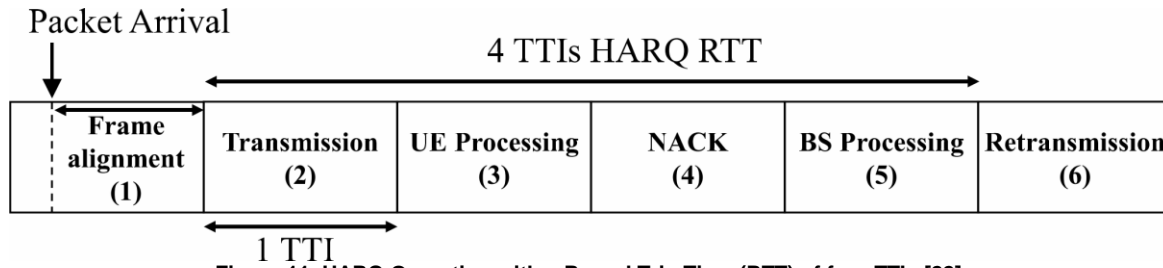 Packet Arrival
4 TTIs HARQ RTT
Frame
alignment
(1)
Transmission
(2)
UE Processing
(3)
NACK
(4)
BS Processing
(5)
Retransmission
(6)
1 TTI